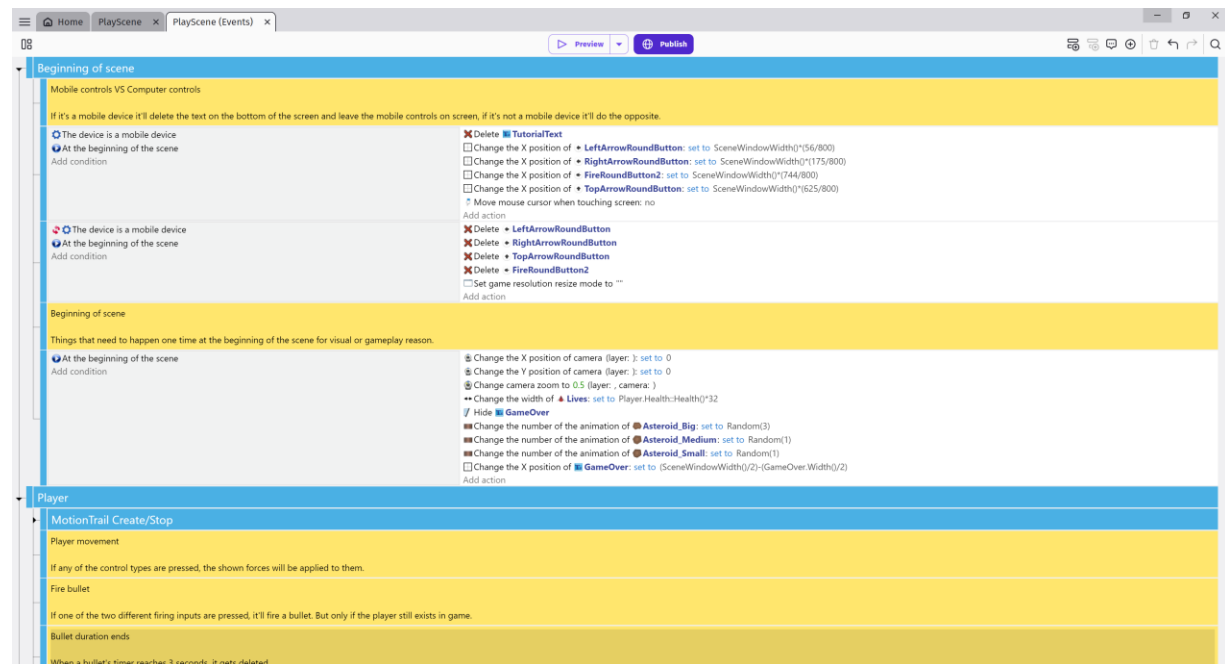 Home PlayScene × PlayScene (Events) ×
Preview Publish
Beginning of scene
Mobile controls VS Computer controls
If it's a mobile device it'll delete the text on the bottom of the screen and leave the mobile controls on screen, if it's not a mobile device it'll do the opposite.
The device is a mobile device
At the beginning of the scene
Add condition
Delete TutorialText
Change the X position of LeftArrowRoundButton: set to SceneWindowWidth()*(56/800)
Change the X position of RightArrowRoundButton: set to SceneWindowWidth()*(175/800)
Change the X position of FireRoundButton2: set to SceneWindowWidth()*(744/800)
Change the X position of TopArrowRoundButton: set to SceneWindowWidth()*(625/800)
Move mouse cursor when touching screen: no
Add action
The device is a mobile device
At the beginning of the scene
Add condition
Delete LeftArrowRoundButton
Delete RightArrowRoundButton
Delete TopArrowRoundButton
Delete FireRoundButton2
Set game resolution resize mode to ""
Add action
Beginning of scene
Things that need to happen one time at the beginning of the scene for visual or gameplay reason.
At the beginning of the scene
Add condition
Change the X position of camera (layer: ): set to 0
Change the Y position of camera (layer: ): set to 0
Change camera zoom to 0.5 (layer: , camera: )
Change the width of Lives: set to Player.Health::Health()*32
Hide GameOver
Change the number of the animation of Asteroid_Big: set to Random(3)
Change the number of the animation of Asteroid_Medium: set to Random(1)
Change the number of the animation of Asteroid_Small: set to Random(1)
Change the X position of GameOver: set to (SceneWindowWidth()/2)-(GameOver.Width()/2)
Add action
Player
MotionTrail Create/Stop
Player movement
If any of the control types are pressed, the shown forces will be applied to them.
Fire bullet
If one of the two different firing inputs are pressed, it'll fire a bullet. But only if the player still exists in game.
Bullet duration ends
When a bullet's timer reaches 3 seconds, it gets deleted.